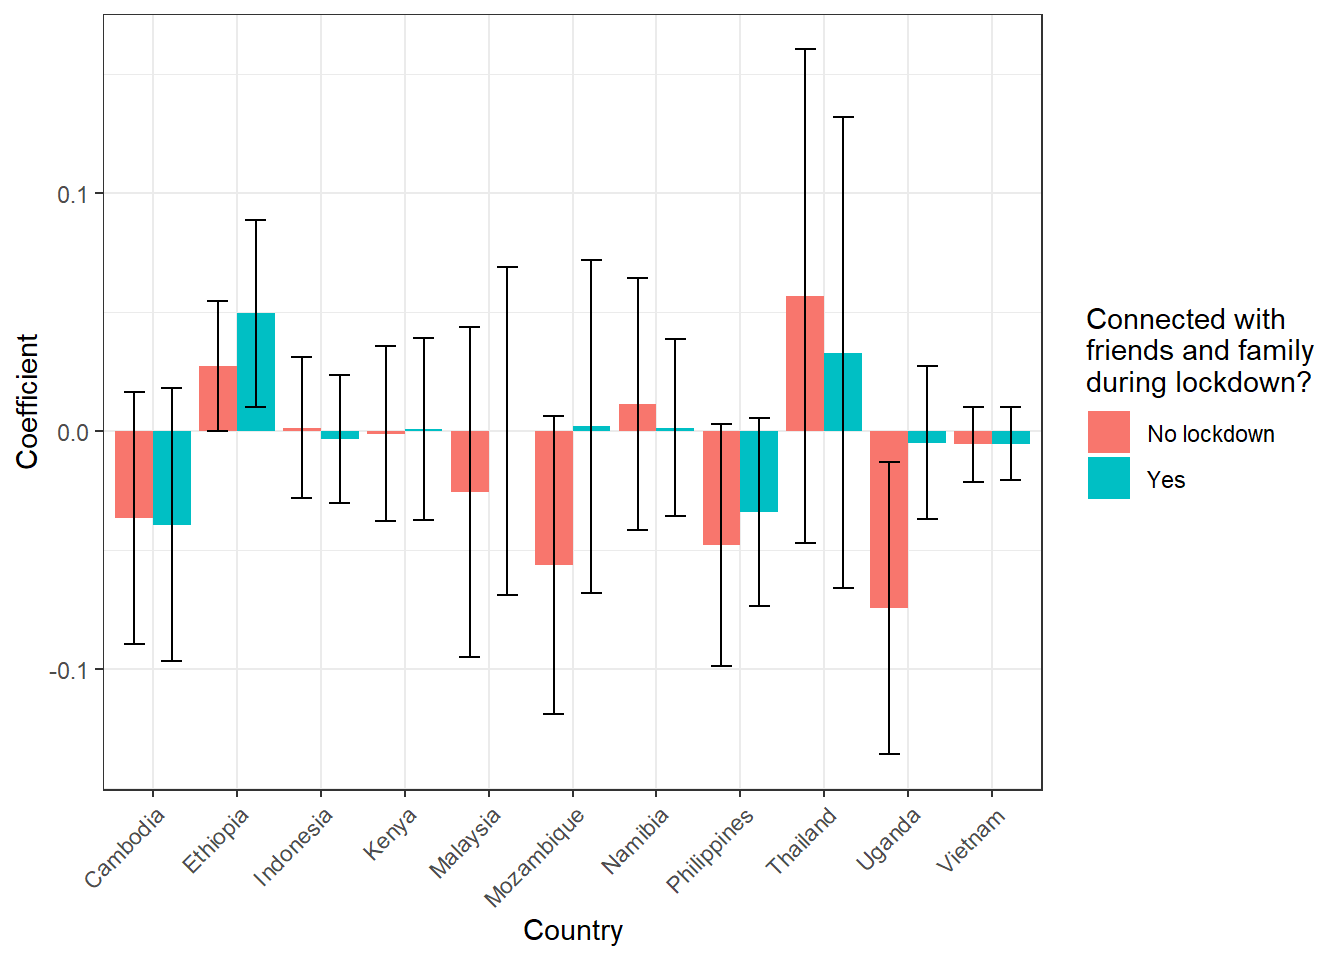 0.1
0.0
-0.1
Coefficient
Cambodia
Ethiopia
Indonesia
Kenya
Malaysia
Mozambique
Namibia
Philippines
Thailand
Uganda
Vietnam
Country
Connected with
friends and family
during lockdown?
No lockdown
Yes